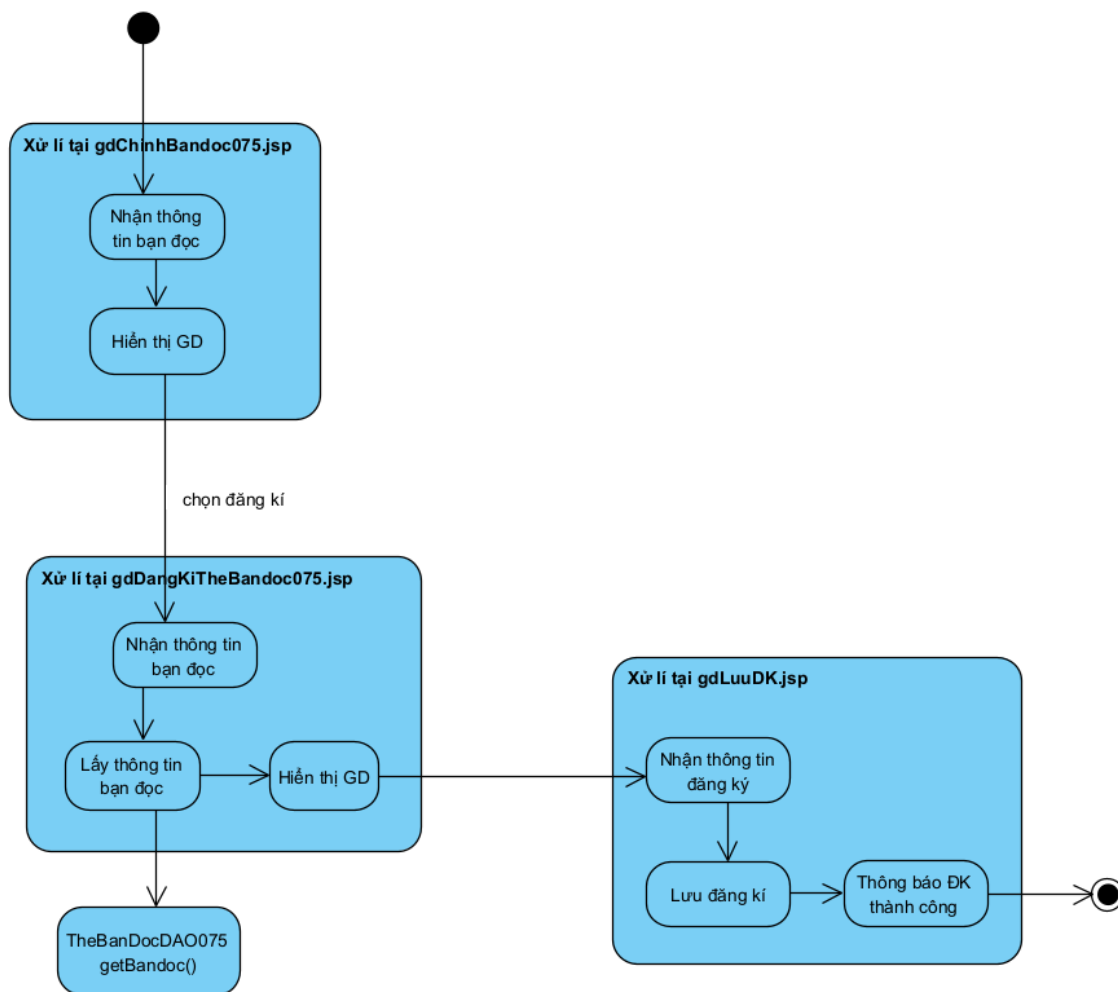 Xử lí tại gdChinhBandoc075.jsp
Nhận thông
tin bạn đọc
Hiển thị GD
chọn đăng kí
Xử lí tại gdDangKiTheBandoc075.jsp
Nhận thông tin
bạn đọc
Lấy thông tin
bạn đọc
Hiển thị GD
TheBanDocDAO075
getBandoc()
Xử lí tại gdLuuDK.jsp
Nhận thông tin
đăng ký
Lưu đăng kí
Thông báo ĐK
thành công